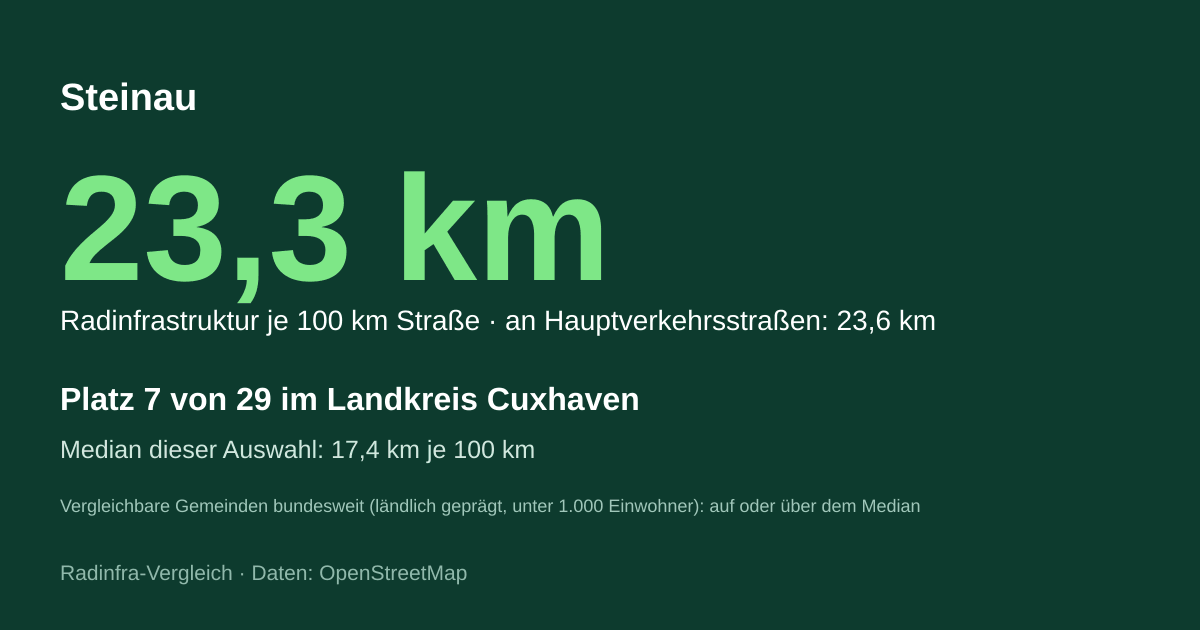 Steinau
23,3 km
Radinfrastruktur je 100 km Straße · an Hauptverkehrsstraßen: 23,6 km
Platz 7 von 29 im Landkreis Cuxhaven
Median dieser Auswahl: 17,4 km je 100 km
Vergleichbare Gemeinden bundesweit (ländlich geprägt, unter 1.000 Einwohner): auf oder über dem Median
Radinfra-Vergleich · Daten: OpenStreetMap